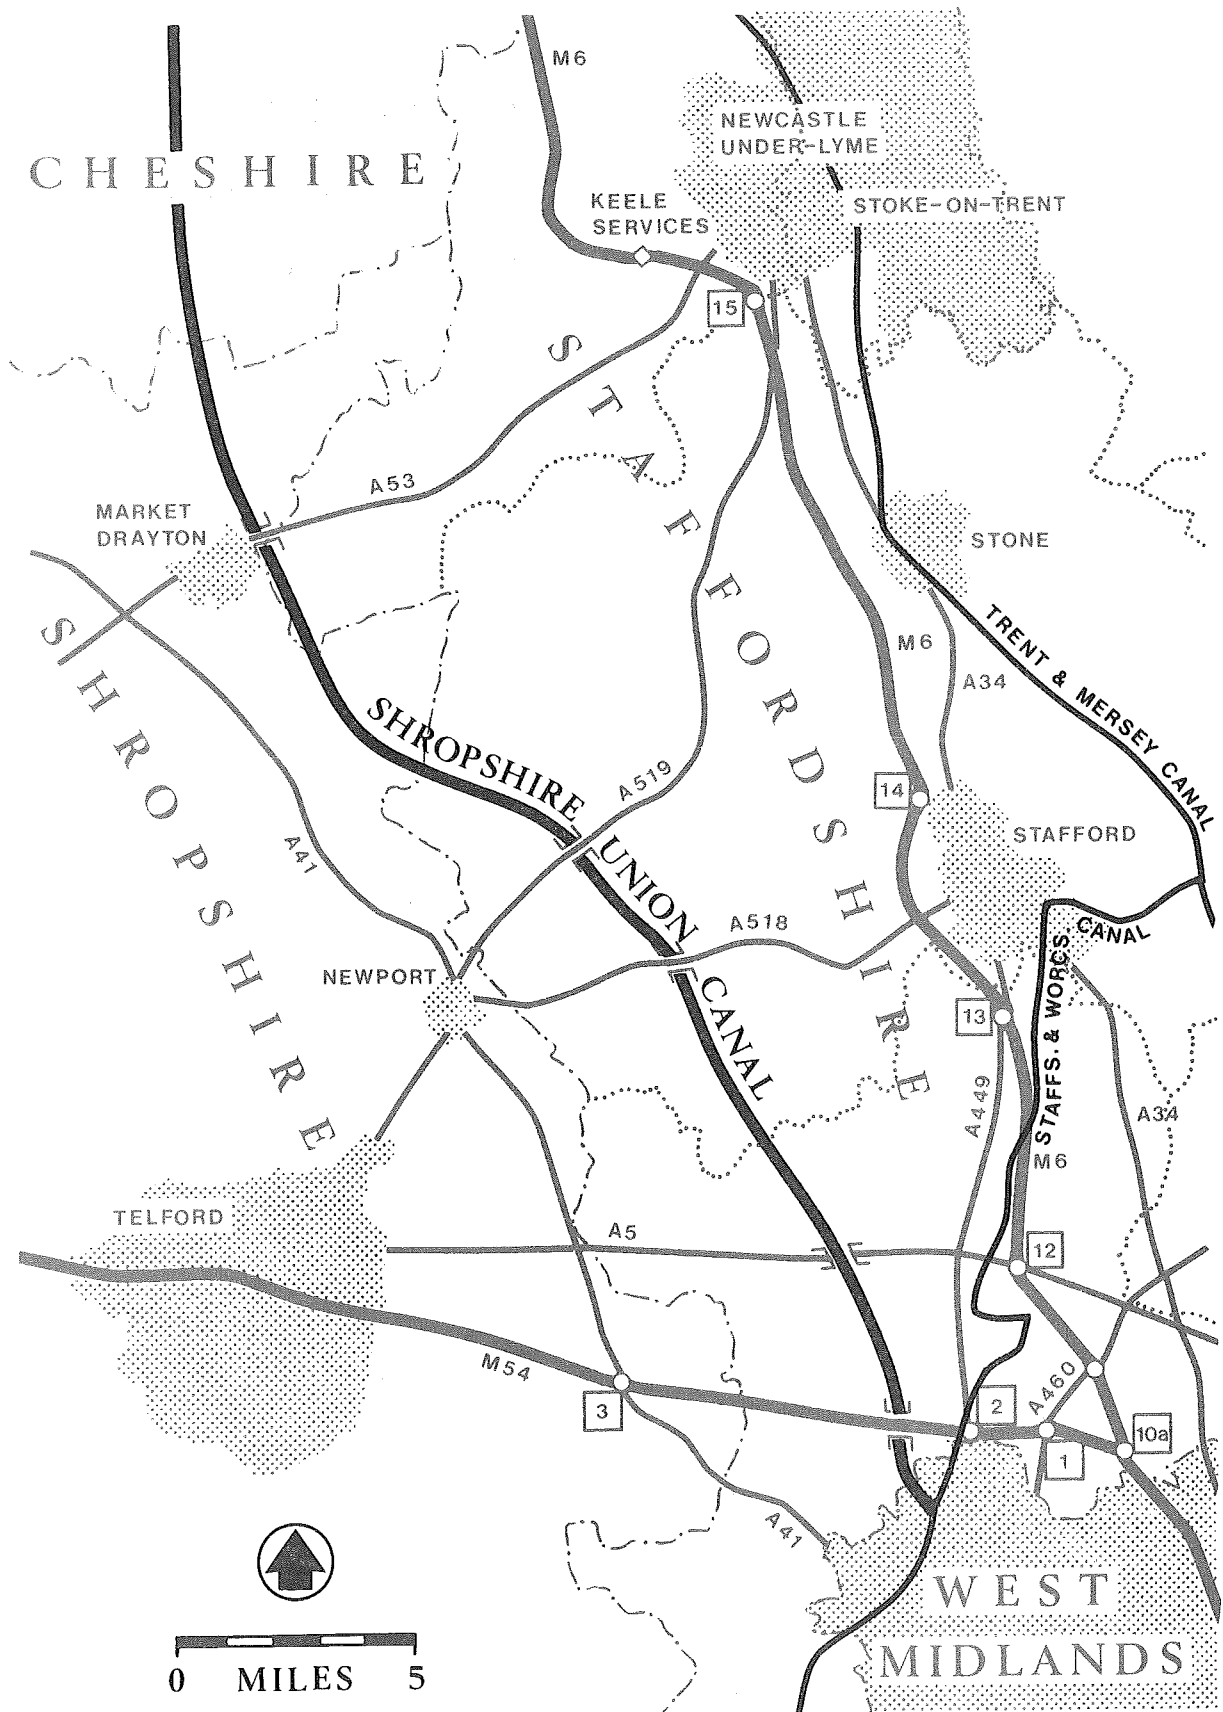 M6
NEWCASTLE
UNDER-LYME
CHESHIRE
KEELE
SERVICES
STOKE-ON-TRENT
15
STAFFORDSHIRE
A53
MARKET
DRAYTON
STONE
SHROPSHIRE
TRENT & MERSEY CANAL
M6
A34
SHROPSHIRE UNION CANAL
A519
14
STAFFORD
A41
A518
STAFFS. & WORCS CANAL
NEWPORT
13
A449
A34
M6
TELFORD
A5
12
M54
3
A460
2
10a
1
A41
WEST
MIDLANDS
0 MILES 5